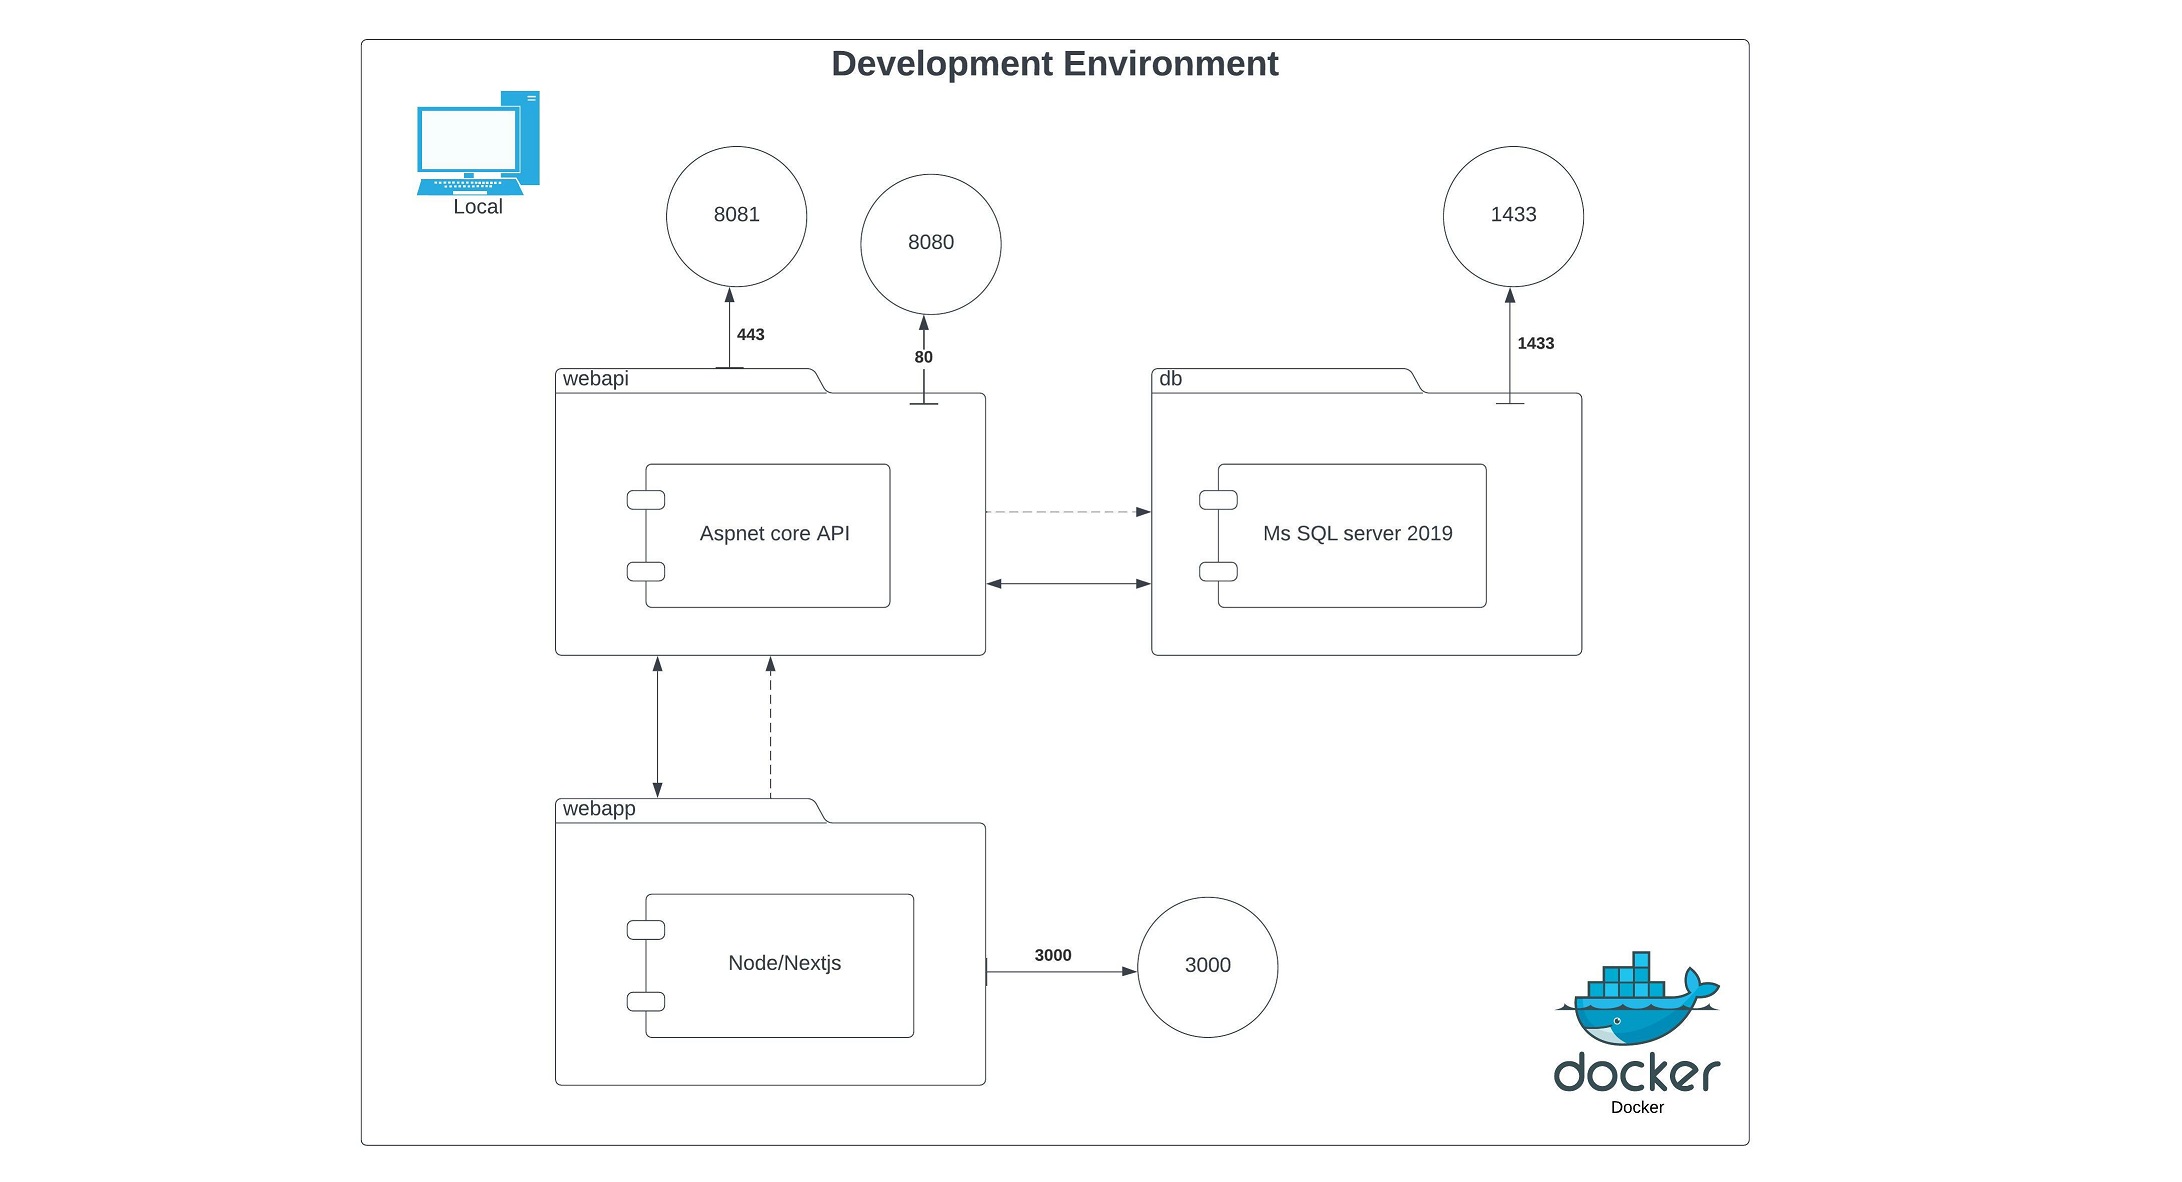 Development Environment
Local
8081
8080
1433
443
80
1433
webapi
db
Aspnet core API
Ms SQL server 2019
webapp
Node/Nextjs
3000
3000
docker
Docker